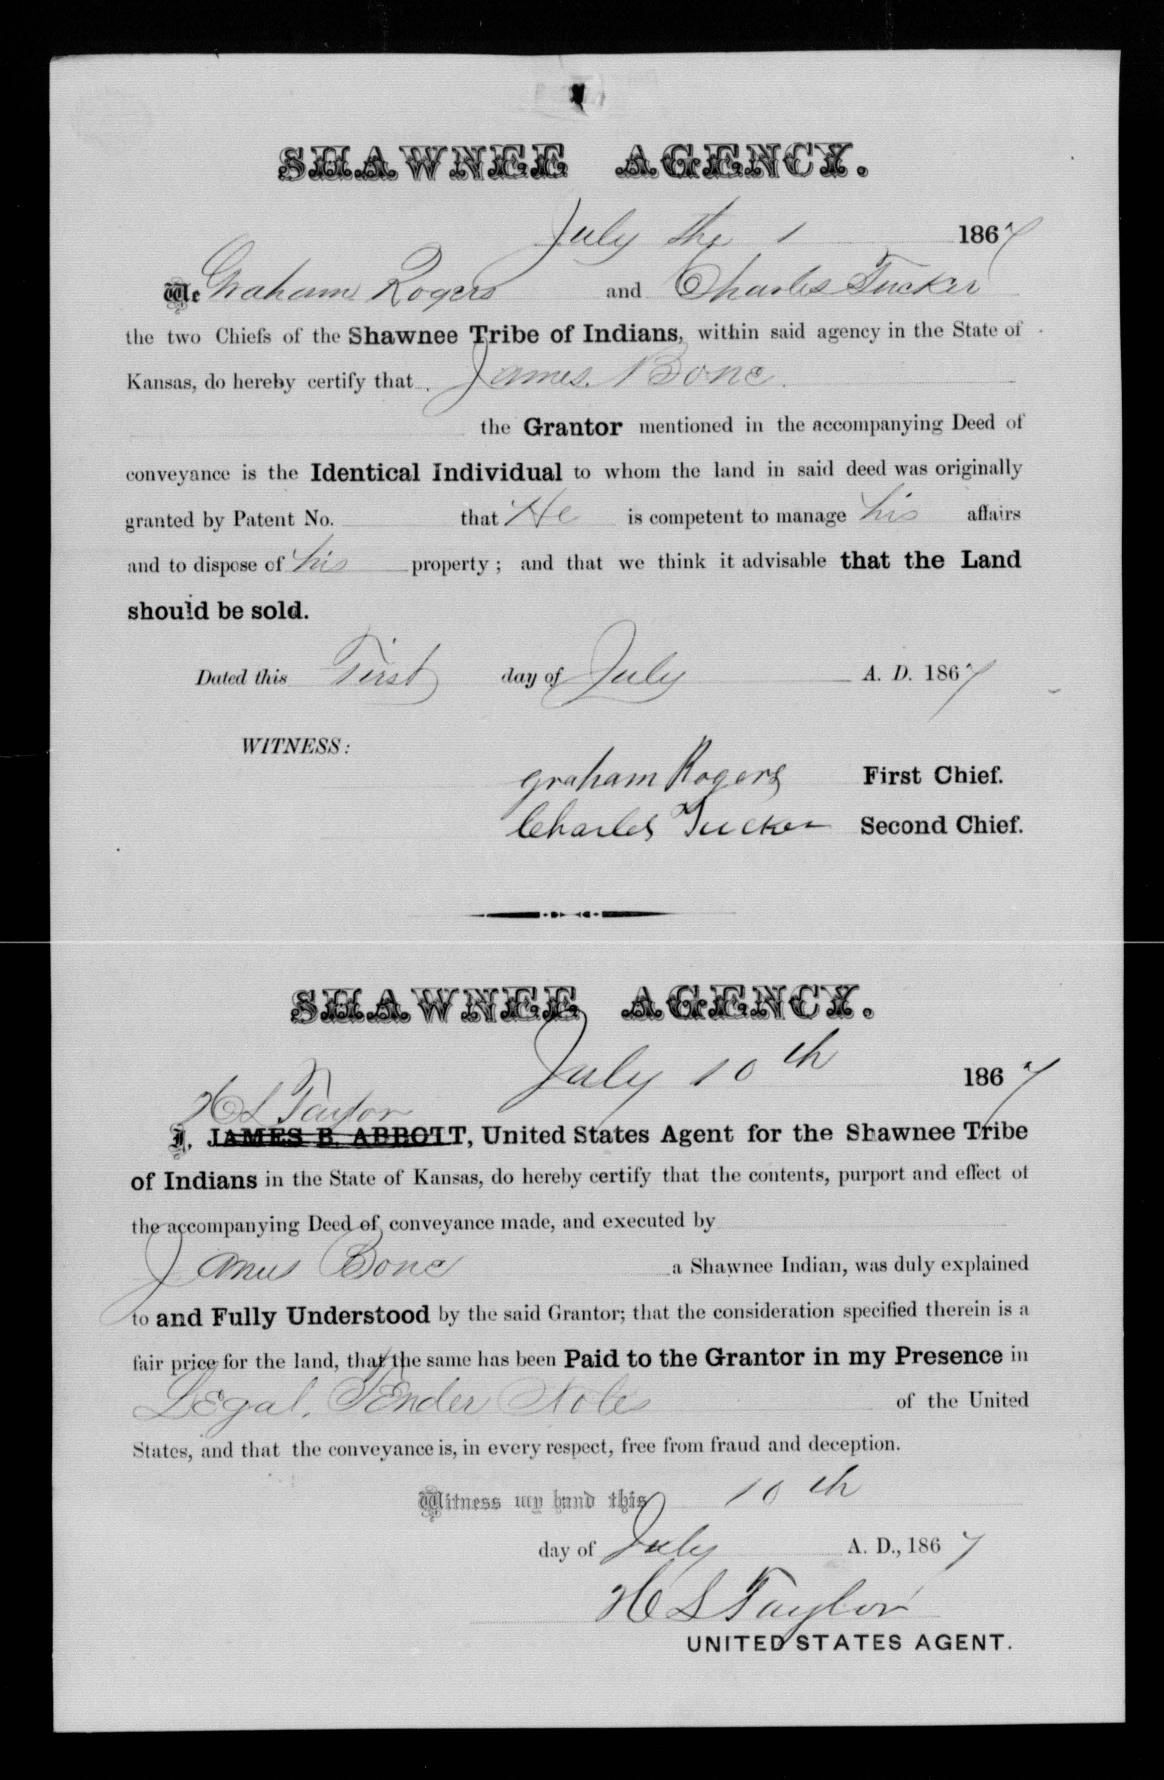 SHAWNEE AGENCY.
July the 1 1867
We Graham Rogers and Charles Tucker
the two Chiefs of the Shawnee Tribe of Indians, within said agency in the State of
Kansas, do hereby certify that James Bone
the Grantor mentioned in the accompanying Deed of
conveyance is the Identical Individual to whom the land in said deed was originally
granted by Patent No. that He is competent to manage his affairs
and to dispose of his property; and that we think it advisable that the Land
should be sold.
Dated this First day of July A. D. 1867
WITNESS:
Graham Rogers First Chief.
Charles Tucker Second Chief.
SHAWNEE AGENCY.
July 10th 1867
H L Taylor
I, JAMES B. ABBOTT, United States Agent for the Shawnee Tribe
of Indians in the State of Kansas, do hereby certify that the contents, purport and effect of
the accompanying Deed of conveyance made, and executed by
James Bone a Shawnee Indian, was duly explained
to and Fully Understood by the said Grantor; that the consideration specified therein is a
fair price for the land, that the same has been Paid to the Grantor in my Presence in
Legal Tender Notes of the United
States, and that the conveyance is, in every respect, free from fraud and deception.
Witness my hand this 10th
day of July A. D., 1867
H L Taylor
UNITED STATES AGENT.